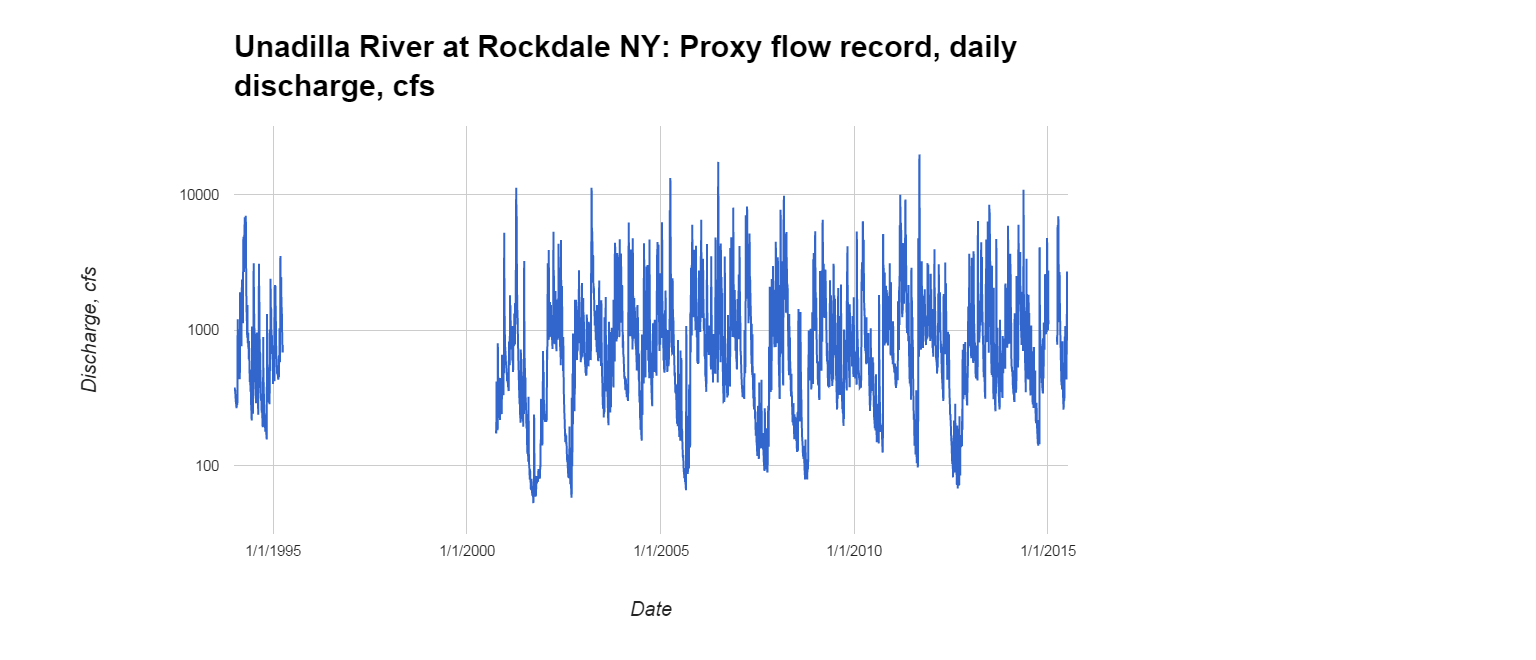 Unadilla River at Rockdale NY: Proxy flow record, daily
discharge, cfs
Discharge, cfs
10000
1000
100
1/1/1995
1/1/2000
1/1/2005
1/1/2010
1/1/2015
Date